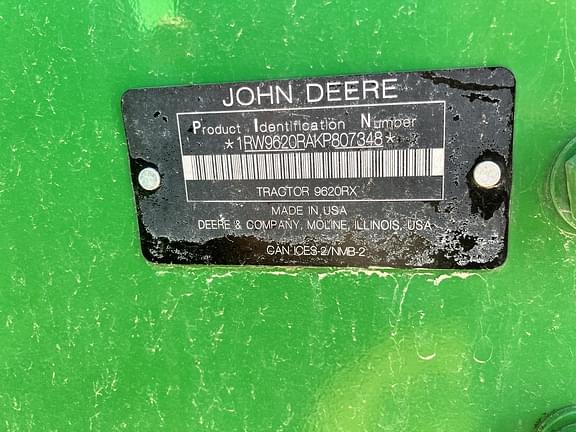 JOHN DEERE
Product Identification Number
*1RW9620RAKP807348*
TRACTOR 9620RX
MADE IN USA
DEERE & COMPANY, MOLINE, ILLINOIS, USA
CAN ICES-2/NMB-2